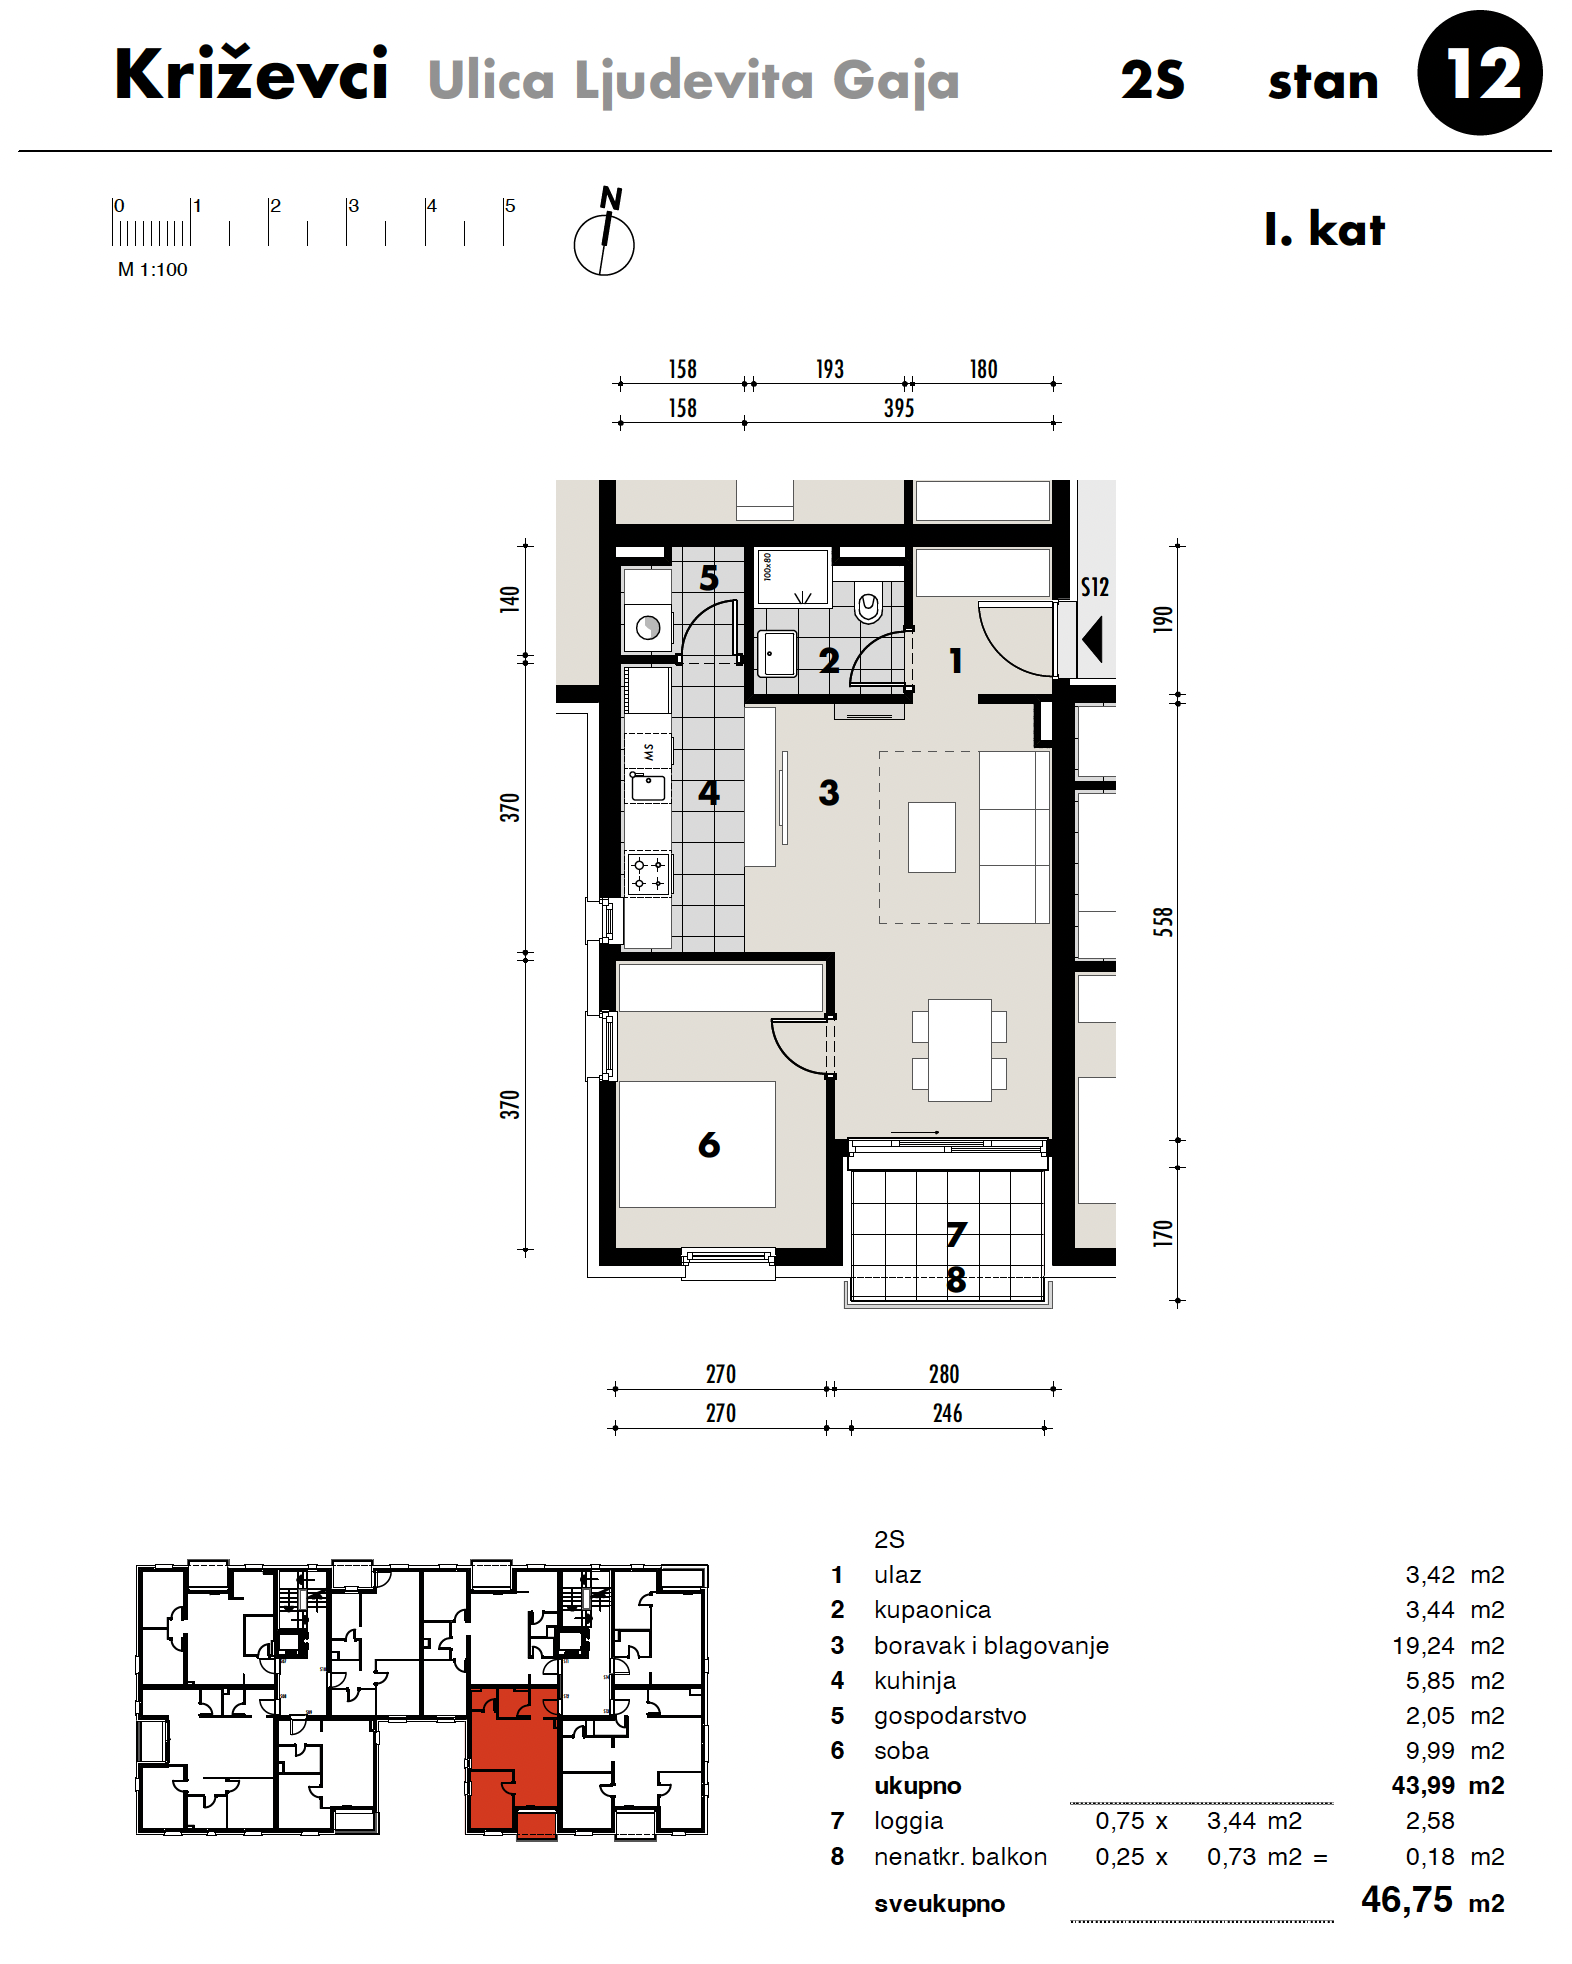 Križevci Ulica Ljudevita Gaja 2S stan 12
0 1 2 3 4 5
M 1:100
N
I. kat
158 193 180
158 395
140
370
370
190
558
170
S12
100x80
SW
5
2
1
4
3
6
7
8
270 280
270 246
2S
1 ulaz 3,42 m2
2 kupaonica 3,44 m2
3 boravak i blagovanje 19,24 m2
4 kuhinja 5,85 m2
5 gospodarstvo 2,05 m2
6 soba 9,99 m2
ukupno 43,99 m2
7 loggia 0,75 x 3,44 m2 2,58
8 nenatkr. balkon 0,25 x 0,73 m2 = 0,18 m2
sveukupno 46,75 m2